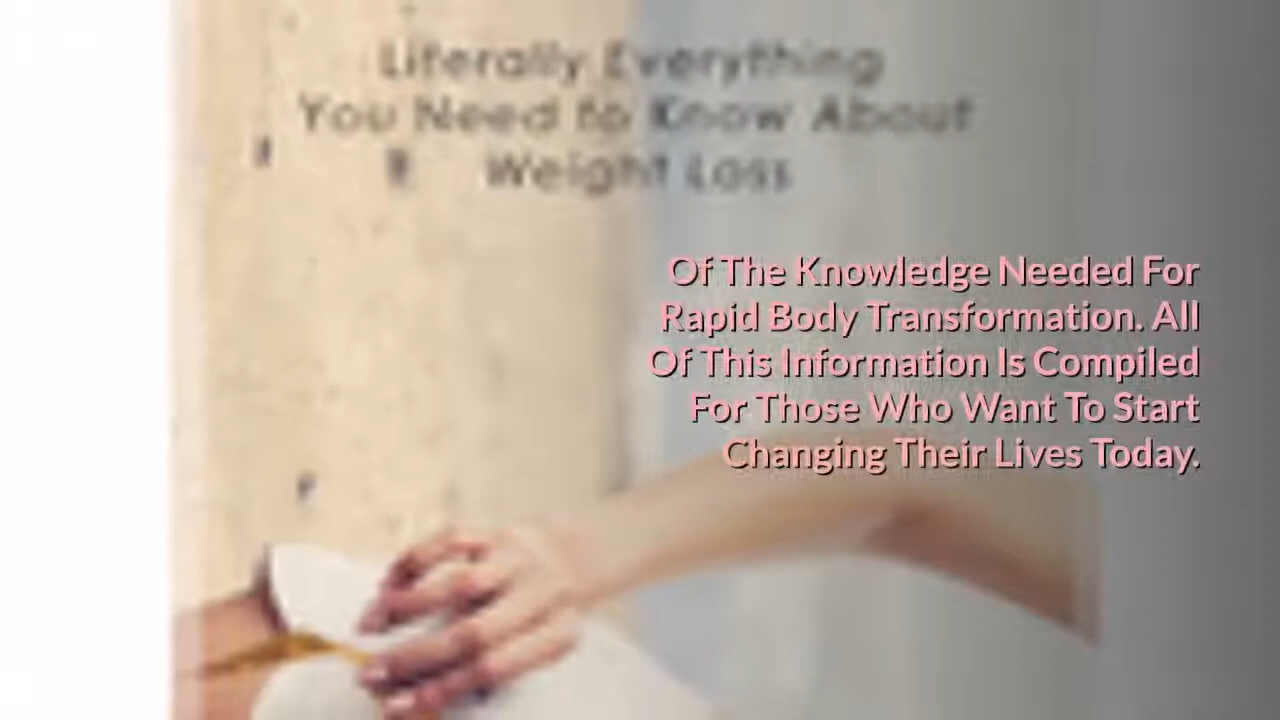 Literally Everything
You Need to Know About
Weight Loss
Of The Knowledge Needed For
Rapid Body Transformation. All
Of This Information Is Compiled
For Those Who Want To Start
Changing Their Lives Today.